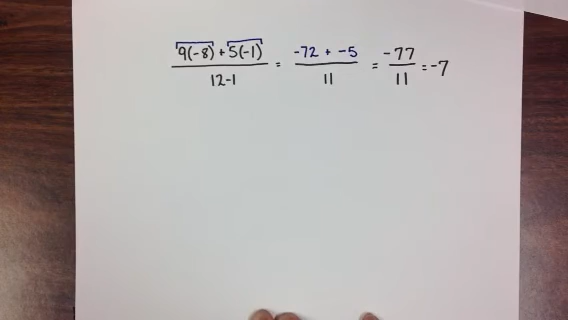 9(-8) + 5(-1) / 12-1 = -72 + -5 / 11 = -77 / 11 = -7